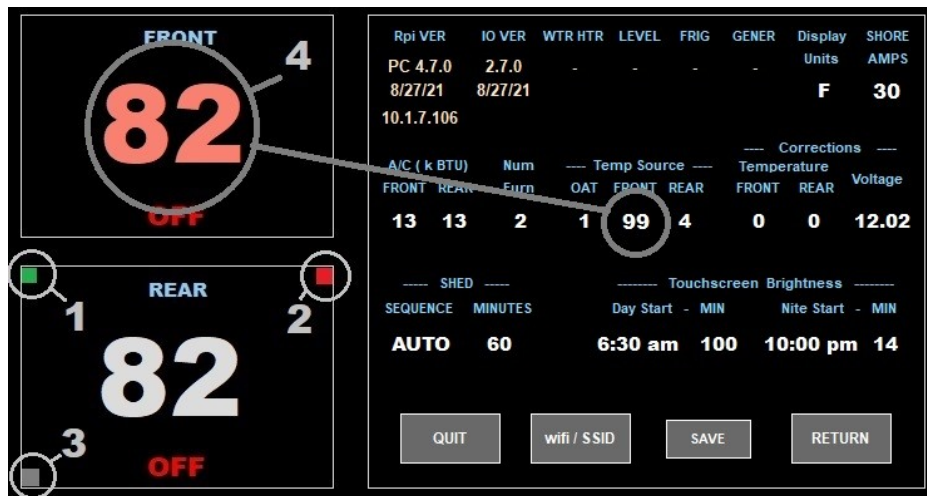 FRONT
4
82
OFF
1
2
REAR
82
3
OFF
Rpi VER IO VER WTR HTR LEVEL FRIG GENER Display SHORE
Units AMPS
PC 4.7.0 2.7.0 - - - -
8/27/21 8/27/21 F 30
10.1.7.106
---- Corrections ----
A/C ( k BTU) Num ---- Temp Source ---- Temperature
FRONT REAR Furn OAT FRONT REAR FRONT REAR Voltage
13 13 2 1 99 4 0 0 12.02
----- SHED ----- -------- Touchscreen Brightness --------
SEQUENCE MINUTES Day Start - MIN Nite Start - MIN
AUTO 60 6:30 am 100 10:00 pm 14
QUIT wifi / SSID SAVE RETURN